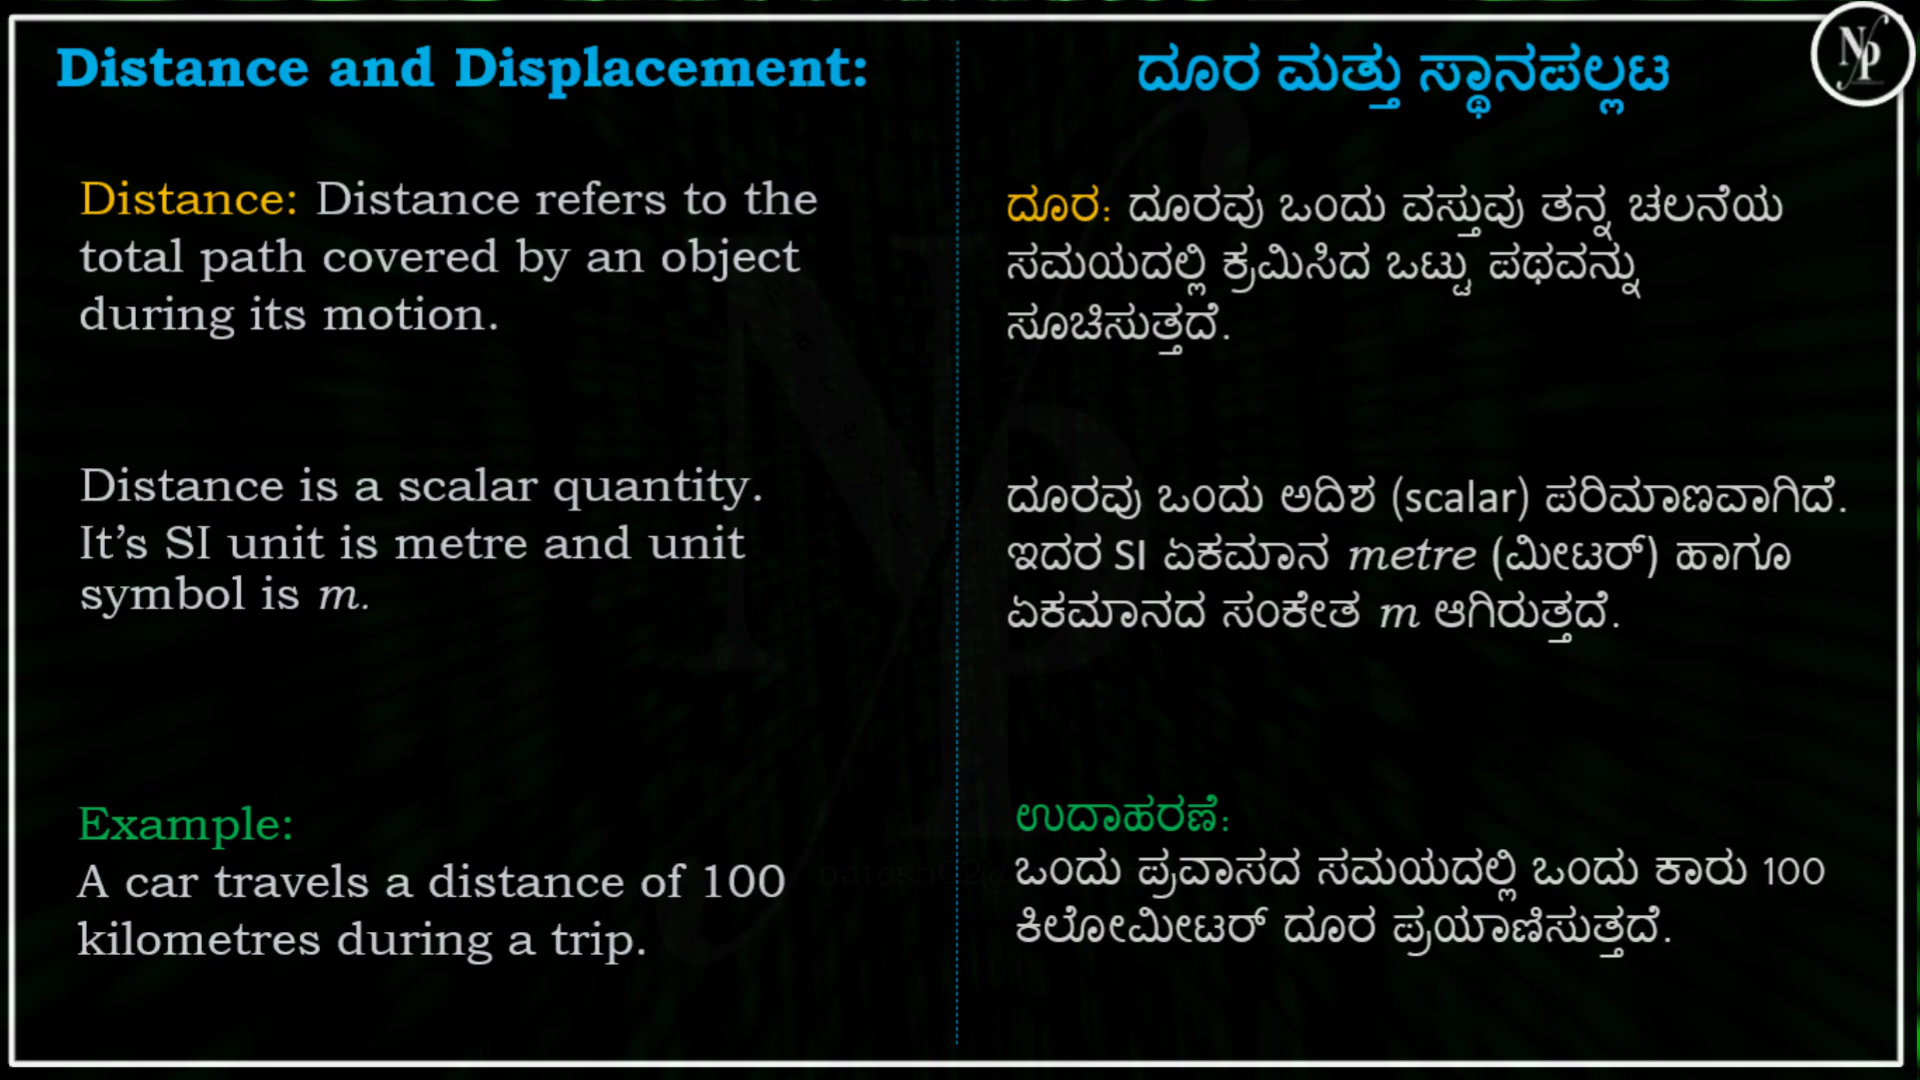 Distance and Displacement:
Distance: Distance refers to the
total path covered by an object
during its motion.
Distance is a scalar quantity.
It’s SI unit is metre and unit
symbol is m.
Example:
A car travels a distance of 100
kilometres during a trip.
ದೂರ ಮತ್ತು ಸ್ಥಾನಪಲ್ಲಟ
ದೂರ: ದೂರವು ಒಂದು ವಸ್ತುವು ತನ್ನ ಚಲನೆಯ
ಸಮಯದಲ್ಲಿ ಕ್ರಮಿಸಿದ ಒಟ್ಟು ಪಥವನ್ನು
ಸೂಚಿಸುತ್ತದೆ.
ದೂರವು ಒಂದು ಅದಿಶ (scalar) ಪರಿಮಾಣವಾಗಿದೆ.
ಇದರ SI ಏಕಮಾನ metre (ಮೀಟರ್) ಹಾಗೂ
ಏಕಮಾನದ ಸಂಕೇತ m ಆಗಿರುತ್ತದೆ.
ಉದಾಹರಣೆ:
ಒಂದು ಪ್ರವಾಸದ ಸಮಯದಲ್ಲಿ ಒಂದು ಕಾರು 100
ಕಿಲೋಮೀಟರ್ ದೂರ ಪ್ರಯಾಣಿಸುತ್ತದೆ.